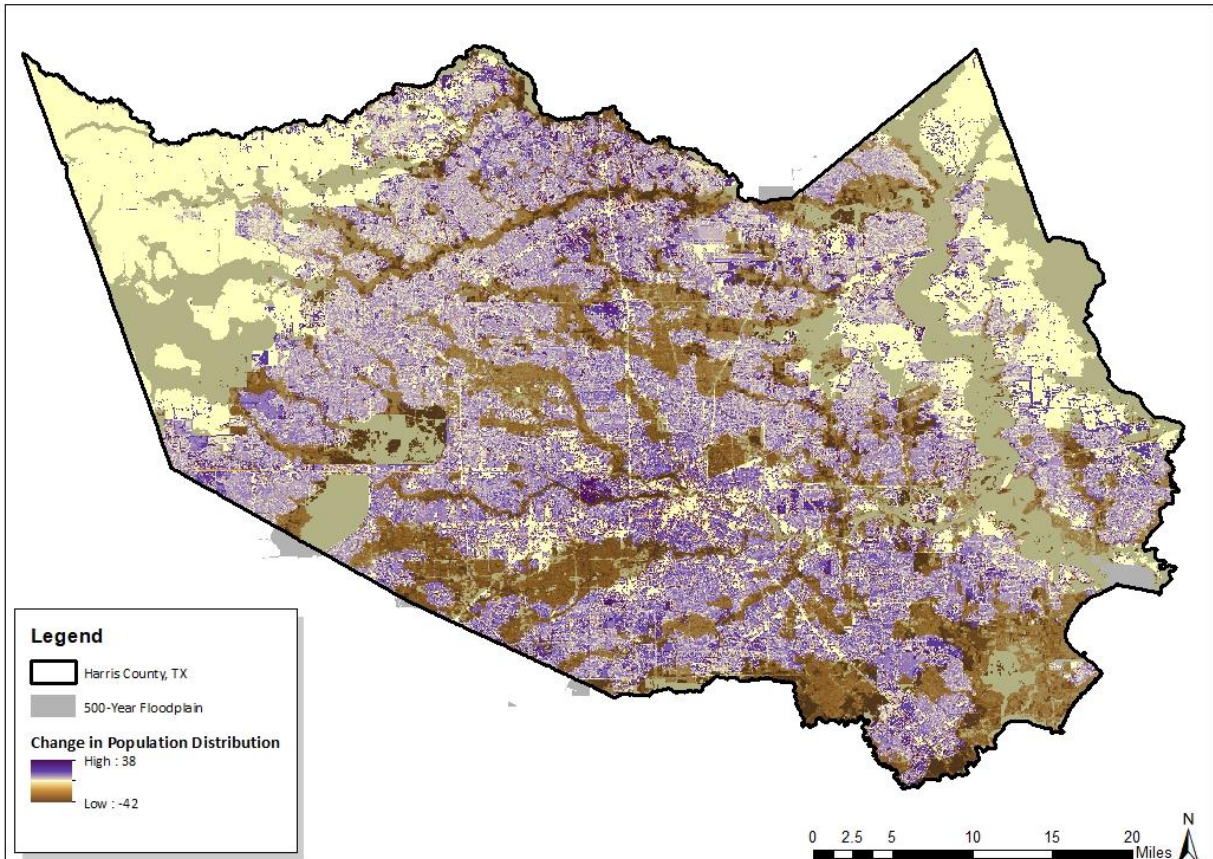 Legend
Harris County, TX
500-Year Floodplain
Change in Population Distribution
High : 38
Low : -42
0 2.5 5 10 15 20
Miles
N